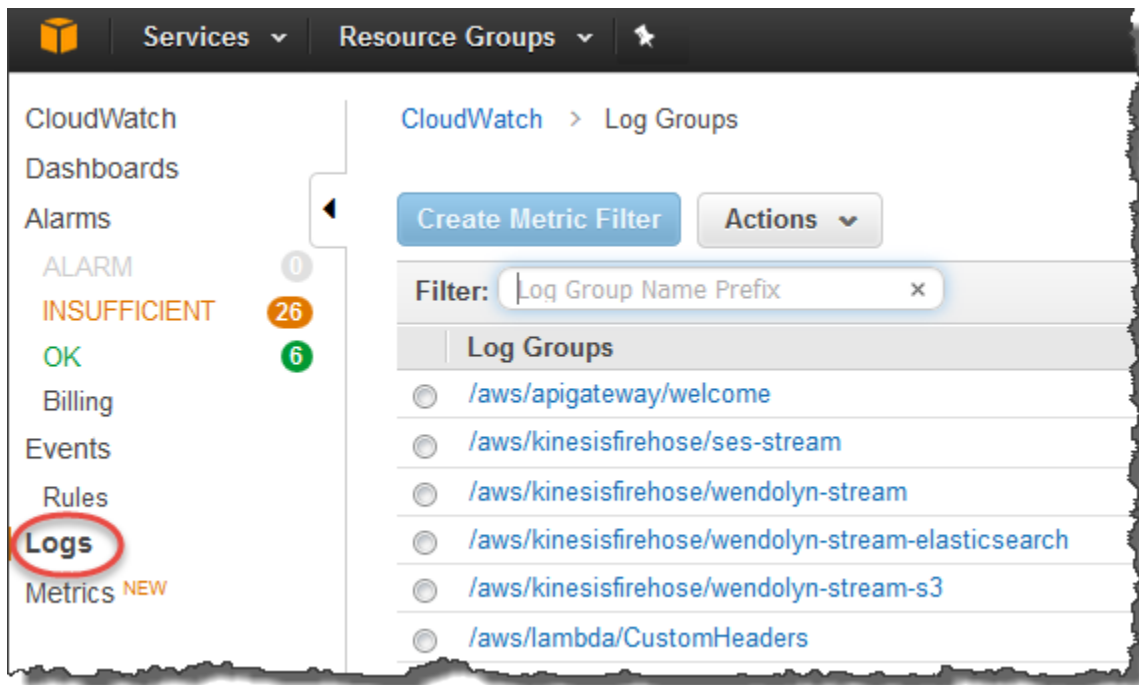 Services
Resource Groups
CloudWatch
Dashboards
Alarms
ALARM 0
INSUFFICIENT 26
OK 6
Billing
Events
Rules
Logs
Metrics NEW
CloudWatch > Log Groups
Create Metric Filter
Actions
Filter: Log Group Name Prefix ×
Log Groups
/aws/apigateway/welcome
/aws/kinesisfirehose/ses-stream
/aws/kinesisfirehose/wendolyn-stream
/aws/kinesisfirehose/wendolyn-stream-elasticsearch
/aws/kinesisfirehose/wendolyn-stream-s3
/aws/lambda/CustomHeaders